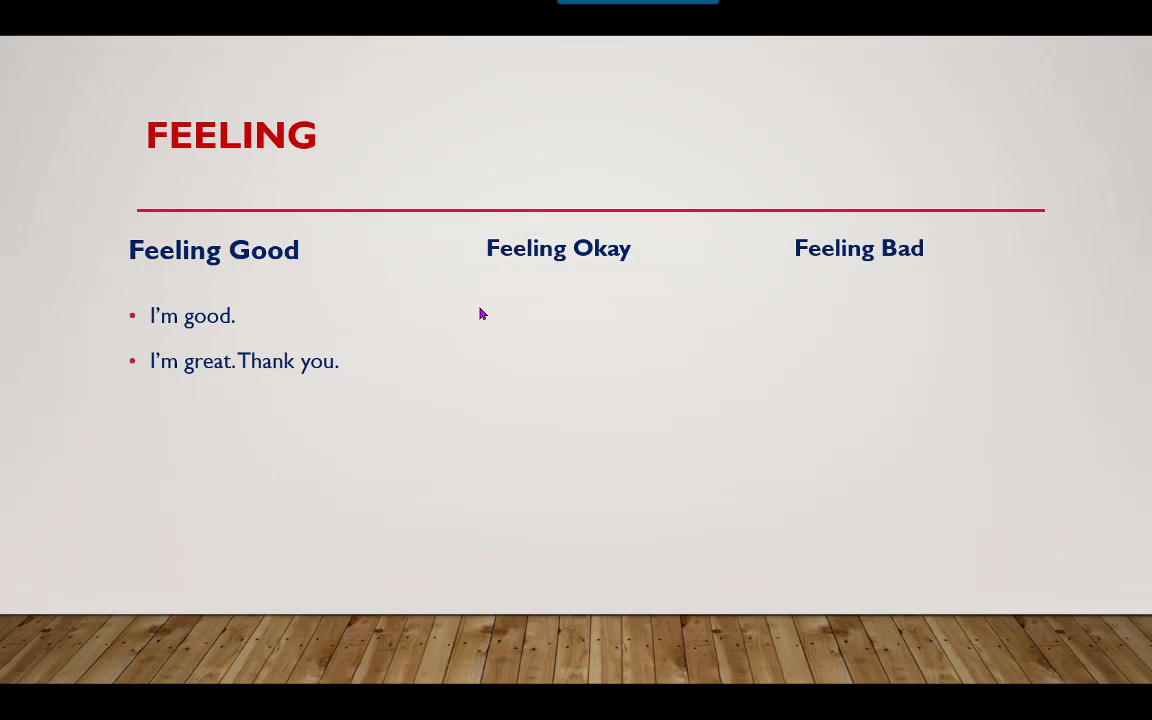 FEELING
Feeling Good
Feeling Okay
Feeling Bad
• I'm good.
• I'm great. Thank you.